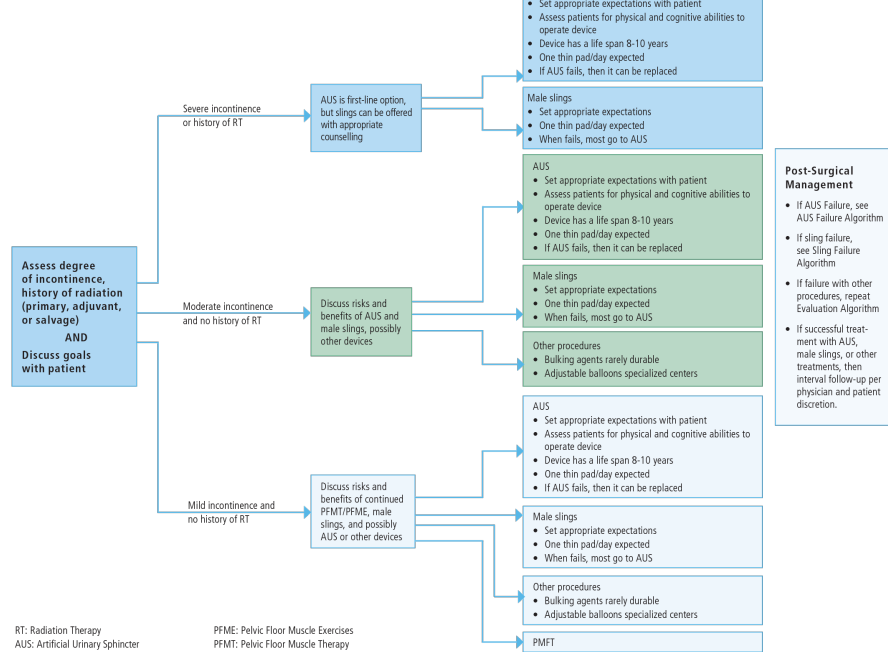 • Set appropriate expectations with patient
• Assess patients for physical and cognitive abilities to
operate device
• Device has a life span 8-10 years
• One thin pad/day expected
• If AUS fails, then it can be replaced
Severe incontinence
or history of RT
AUS is first-line option,
but slings can be offered
with appropriate
counselling
Male slings
• Set appropriate expectations
• One thin pad/day expected
• When fails, most go to AUS
AUS
• Set appropriate expectations with patient
• Assess patients for physical and cognitive abilities to
operate device
• Device has a life span 8-10 years
• One thin pad/day expected
• If AUS fails, then it can be replaced
Assess degree
of incontinence,
history of radiation
(primary, adjuvant,
or salvage)
AND
Discuss goals
with patient
Moderate incontinence
and no history of RT
Discuss risks and
benefits of AUS and
male slings, possibly
other devices
Male slings
• Set appropriate expectations
• One thin pad/day expected
• When fails, most go to AUS
Other procedures
• Bulking agents rarely durable
• Adjustable balloons specialized centers
AUS
• Set appropriate expectations with patient
• Assess patients for physical and cognitive abilities to
operate device
• Device has a life span 8-10 years
• One thin pad/day expected
• If AUS fails, then it can be replaced
Mild incontinence and
no history of RT
Discuss risks and
benefits of continued
PFMT/PFME, male
slings, and possibly
AUS or other devices
Male slings
• Set appropriate expectations
• One thin pad/day expected
• When fails, most go to AUS
Other procedures
• Bulking agents rarely durable
• Adjustable balloons specialized centers
PMFT
Post-Surgical
Management
• If AUS Failure, see
AUS Failure Algorithm
• If sling failure,
see Sling Failure
Algorithm
• If failure with other
procedures, repeat
Evaluation Algorithm
• If successful treat-
ment with AUS,
male slings, or other
treatments, then
interval follow-up per
physician and patient
discretion.
RT: Radiation Therapy
AUS: Artificial Urinary Sphincter
PFME: Pelvic Floor Muscle Exercises
PFMT: Pelvic Floor Muscle Therapy